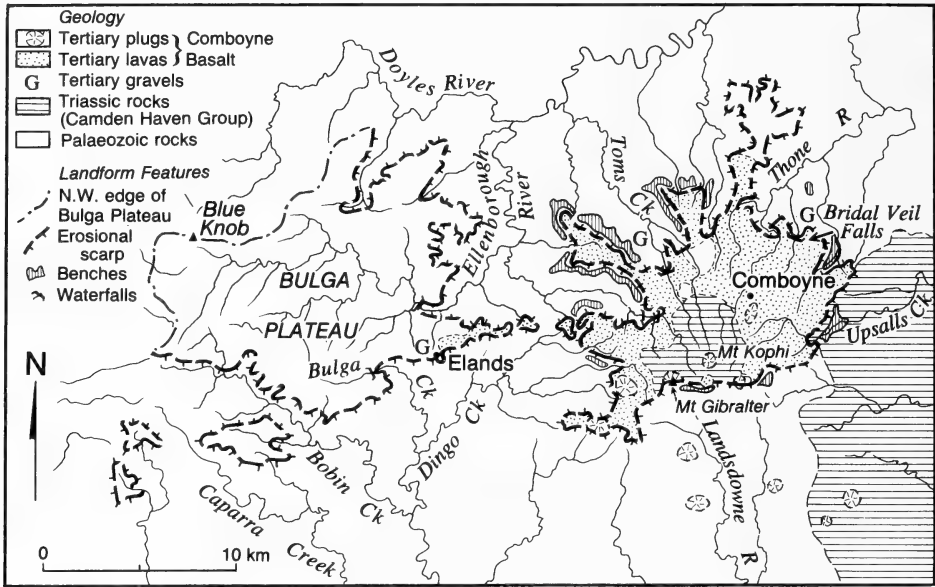 Geology
Tertiary plugs } Comboyne
Tertiary lavas } Basalt
G Tertiary gravels
Triassic rocks
(Camden Haven Group)
Palaeozoic rocks
Landform Features
N.W. edge of
Bulga Plateau
Erosional
scarp
Benches
Waterfalls
Doyles River
Blue
Knob
BULGA
PLATEAU
Ellenborough
River
Toms
Ck
G
Thone R
G
Bridal Veil
Falls
Comboyne
Upsalls Ck
Mt Kophi
Mt Gibralter
G
Elands
Bulga
Ck
Dingo Ck
Bobin
Ck
Caparra
Creek
Landsdowne
R
N
0 10 km